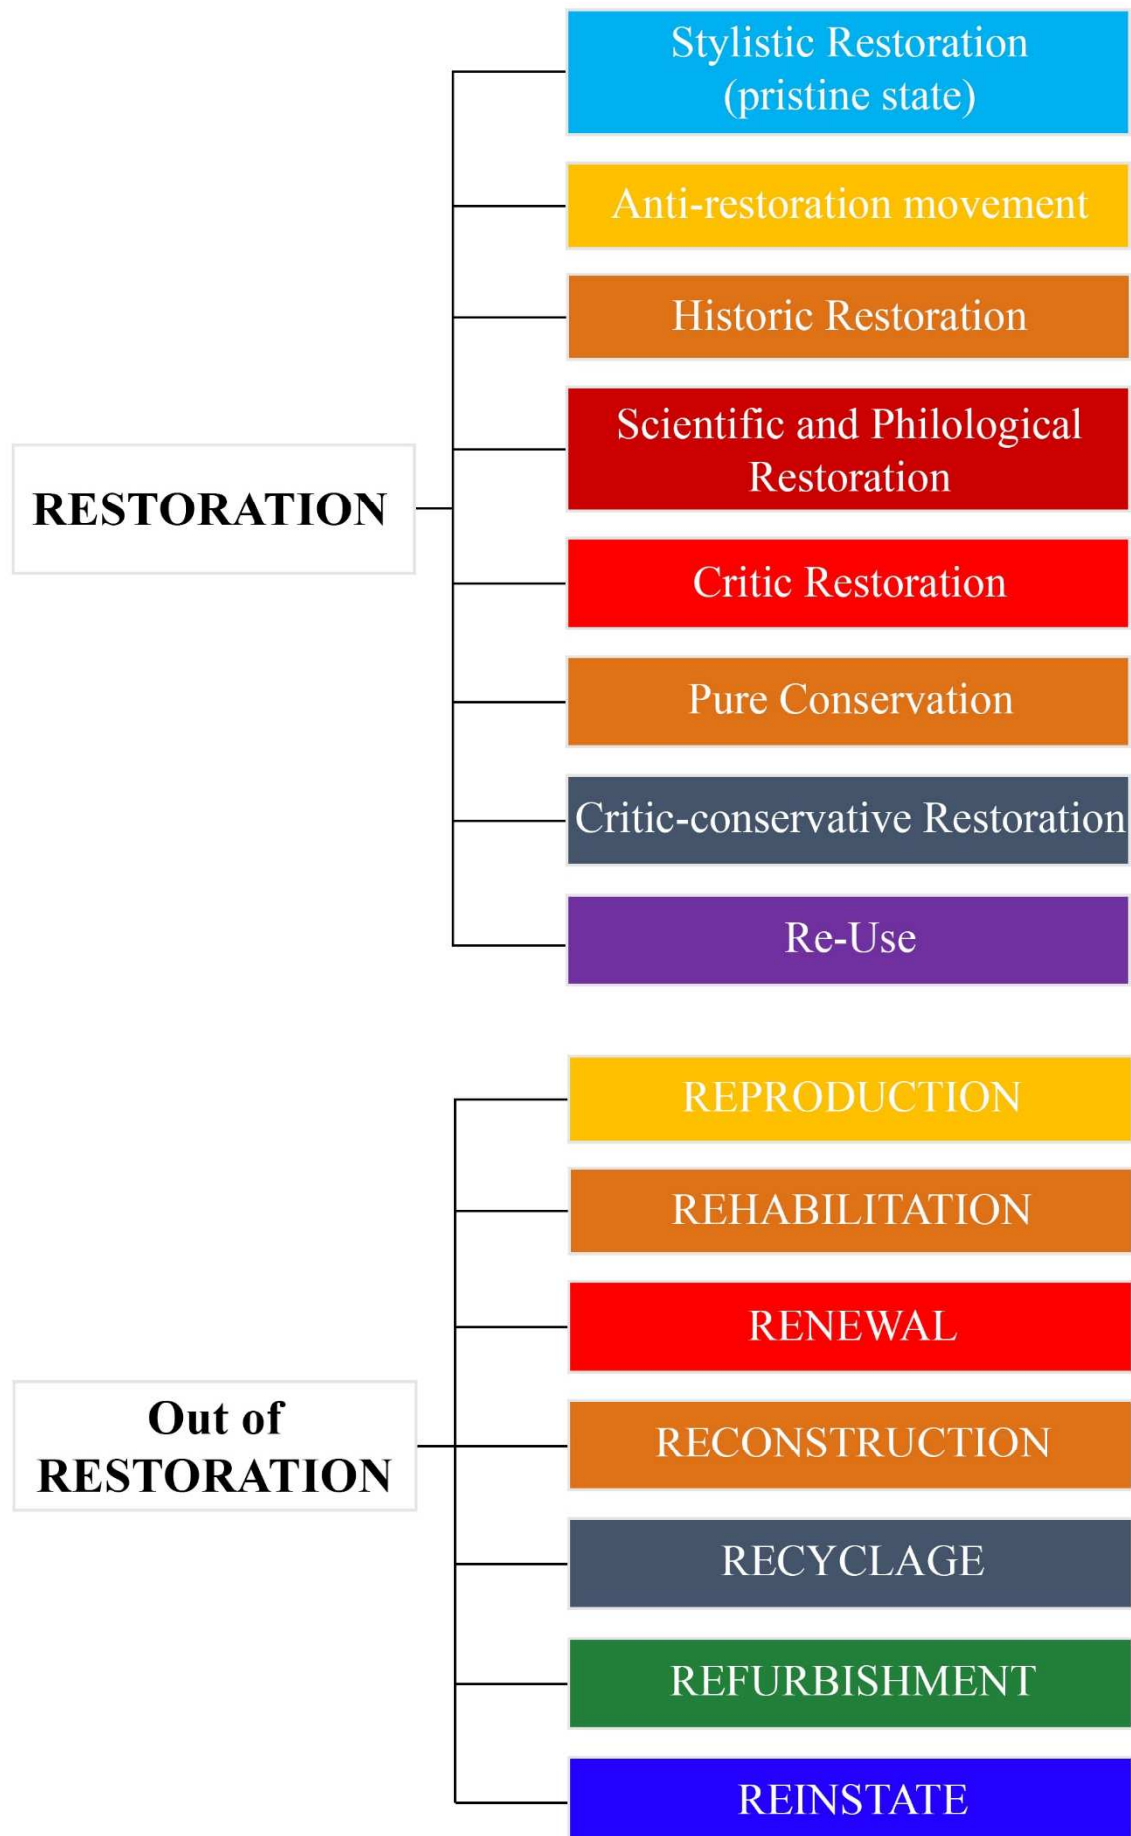 Stylistic Restoration
(pristine state)
Anti-restoration movement
Historic Restoration
Scientific and Philological
Restoration
RESTORATION
Critic Restoration
Pure Conservation
Critic-conservative Restoration
Re-Use
REPRODUCTION
REHABILITATION
RENEWAL
Out of
RESTORATION
RECONSTRUCTION
RECYCLAGE
REFURBISHMENT
REINSTATE